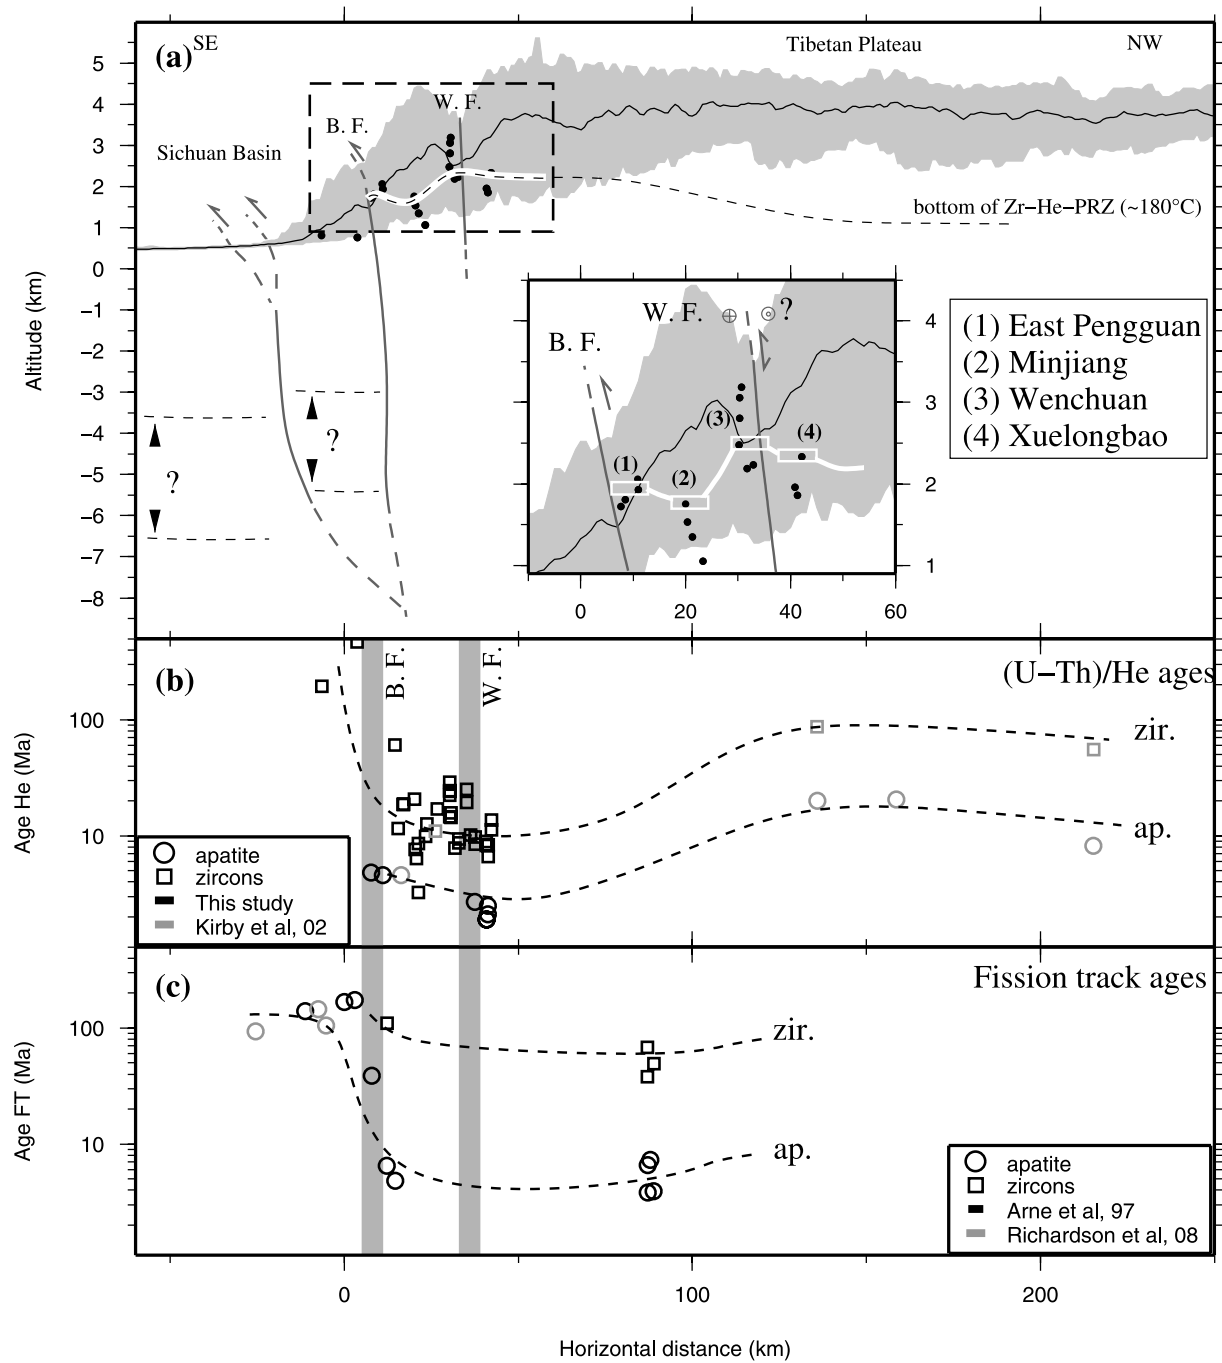 (a) SE
Tibetan Plateau
NW
5
4
3
2
1
0
−1
−2
−3
−4
−5
−6
−7
−8
Altitude (km)
W. F.
B. F.
Sichuan Basin
bottom of Zr−He−PRZ (~180°C)
?
?
W. F.
?
B. F.
(1)
(2)
(3)
(4)
4
3
2
1
0
20
40
60
(1) East Pengguan
(2) Minjiang
(3) Wenchuan
(4) Xuelongbao
(b)
B. F.
W. F.
(U−Th)/He ages
100
10
Age He (Ma)
zir.
ap.
apatite
zircons
This study
Kirby et al, 02
(c)
Fission track ages
100
10
Age FT (Ma)
zir.
ap.
apatite
zircons
Arne et al, 97
Richardson et al, 08
0
100
200
Horizontal distance (km)